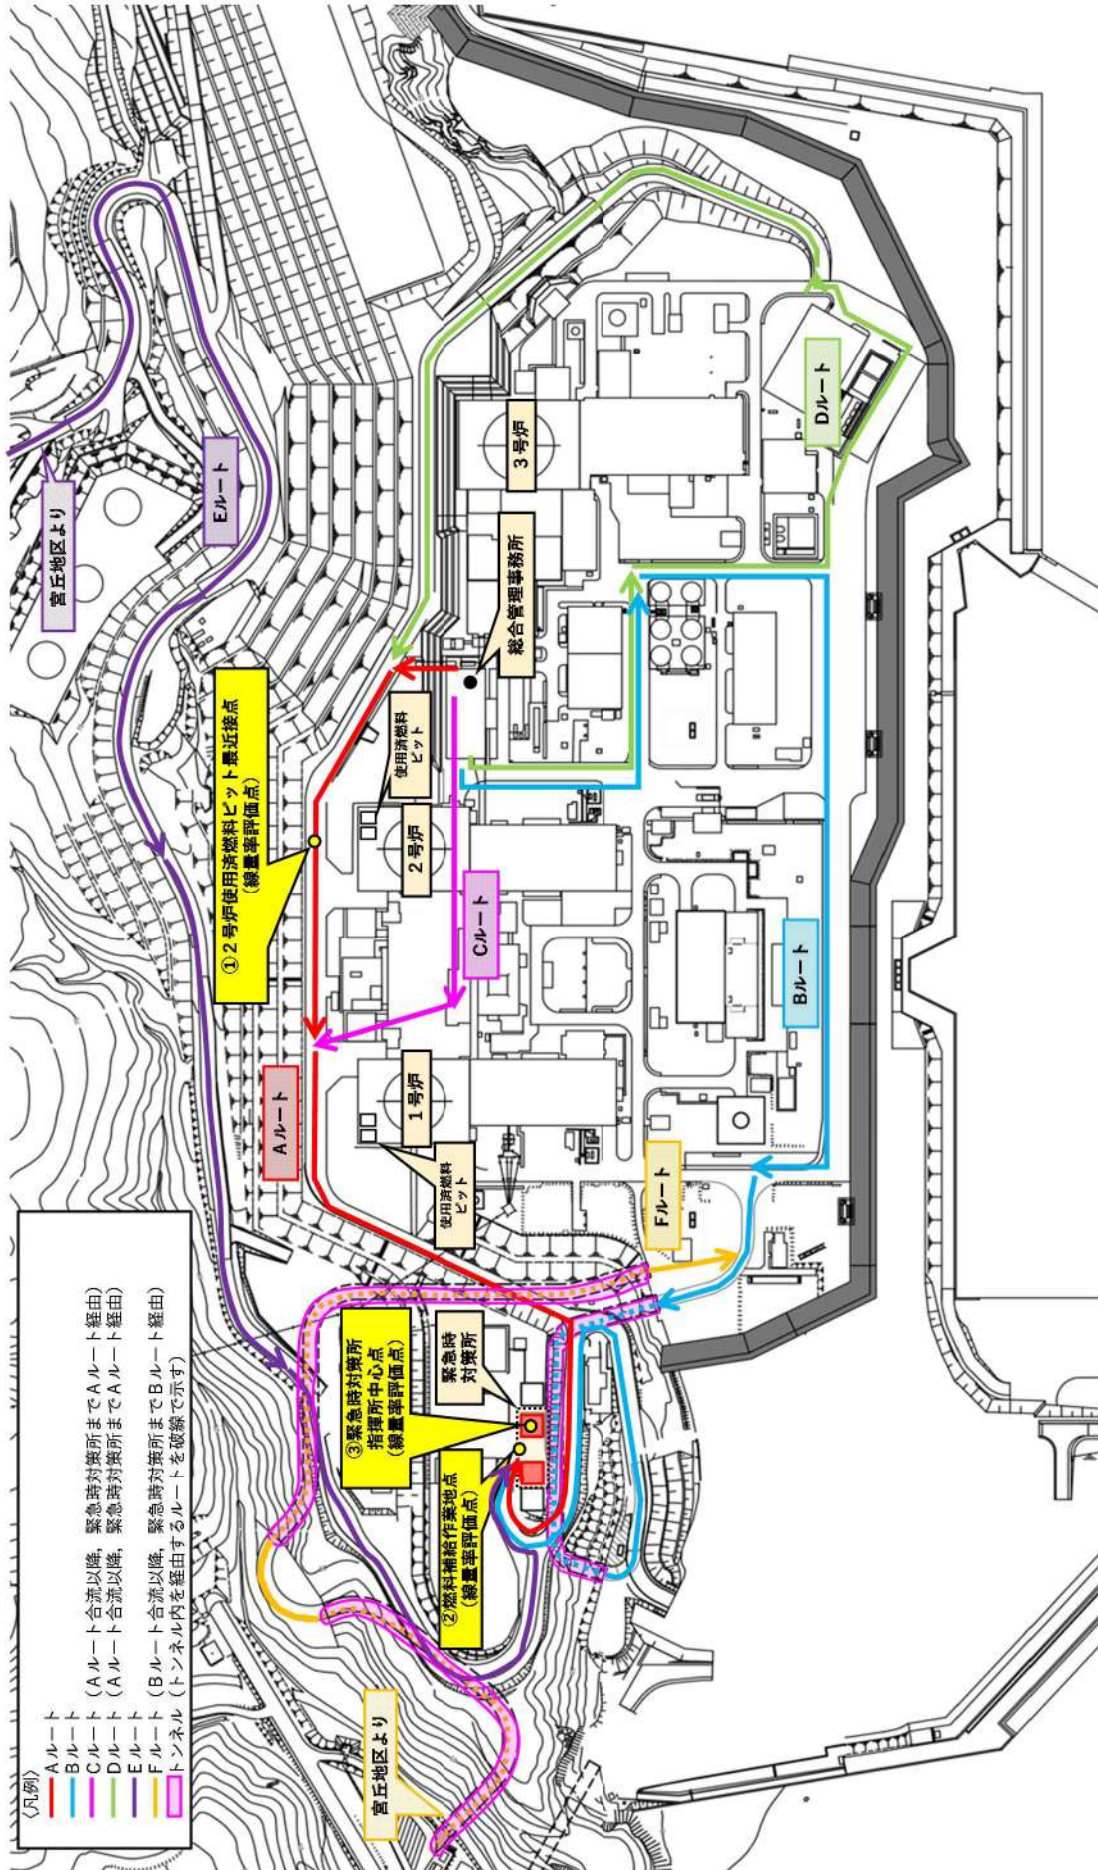 〈凡例〉
Aルート
Bルート
Cルート（Aルート合流以降，緊急時対策所までAルート経由）
Dルート（Aルート合流以降，緊急時対策所までAルート経由）
Eルート
Fルート（Bルート合流以降，緊急時対策所までBルート経由）
トンネル（トンネル内を経由するルートを破線で示す）
宮丘地区より
Eルート
①2号炉使用済燃料ピット最近接点
（線量率評価点）
Aルート
使用済燃料
ピット
2号炉
3号炉
総合管理事務所
Dルート
Cルート
1号炉
使用済燃料
ピット
Bルート
Fルート
③緊急時対策所
指揮所中心点
（線量率評価点）
緊急時
対策所
②燃料補給作業地点
（線量率評価点）
宮丘地区より